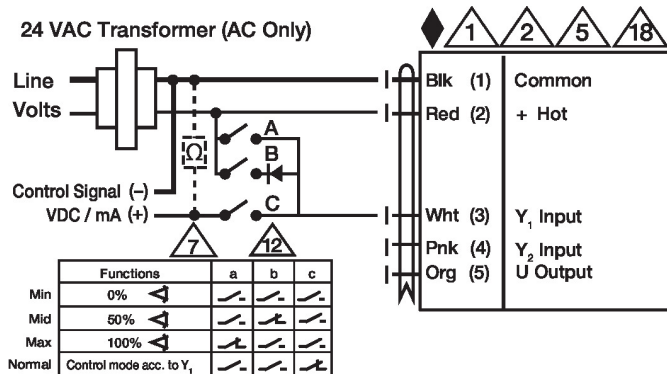 24 VAC Transformer (AC Only)
1 2 5 18
Line
Volts
Blk (1) Common
Red (2) + Hot
A
B
Ω
Control Signal (–)
C
VDC / mA (+)
Wht (3) Y₁ Input
7 12
Pnk (4) Y₂ Input
Org (5) U Output
Functions a b c
Min 0%
Mid 50%
Max 100%
Normal Control mode acc. to Y₁